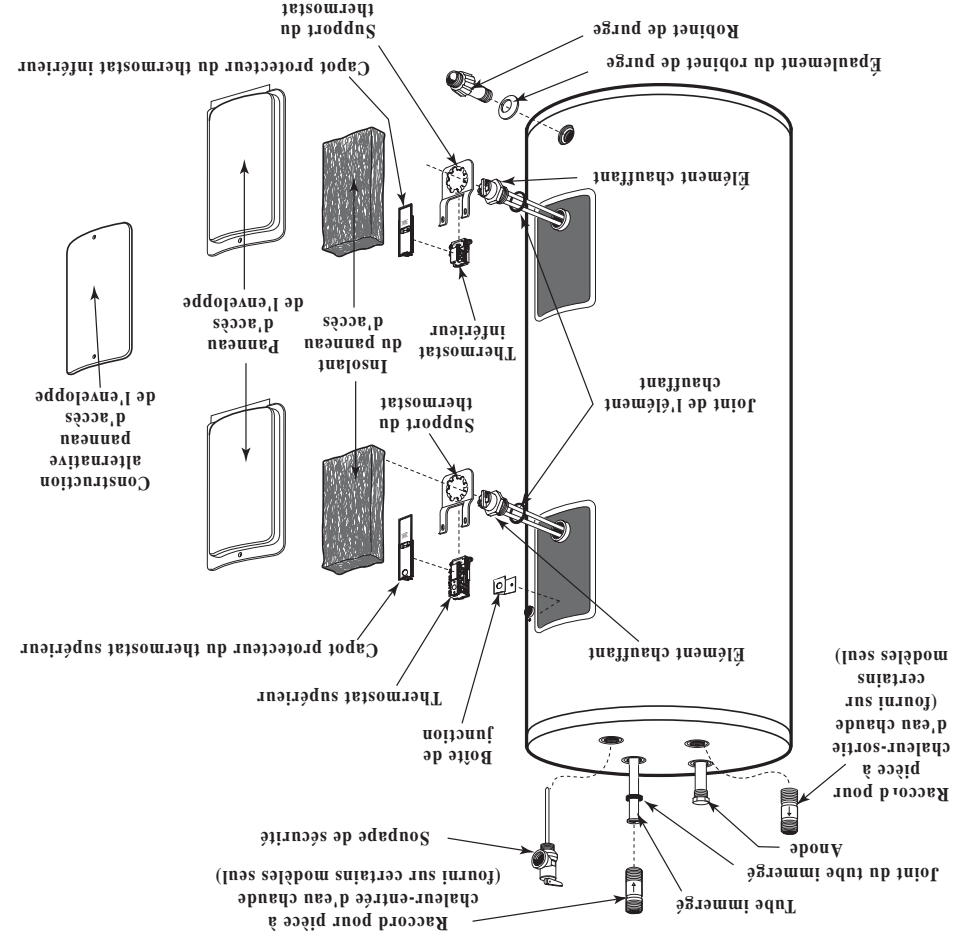 Raccord pour pièce à
chaleur-entrée d'eau chaude
(fourni sur certains modèles seul)
Tube immergé
Joint du tube immergé
Anode
Soupape de sécurité
Raccord pour
pièce à
chaleur-sortie
d'eau chaude
(fourni sur
certains
modèles seul)
Boîte de
junction
Thermostat supérieur
Élément chauffant
Capot protecteur du thermostat supérieur
Support du
thermostat
Joint de l'élément
chauffant
Construction
alternative
panneau
d'accès
de l'enveloppe
Insolant
du panneau
d'accès
Panneau
d'accès
de l'enveloppe
Thermostat
inférieur
Élément chauffant
Capot protecteur du thermostat inférieur
Épaulement du robinet de purge
Robinet de purge
Support du
thermostat